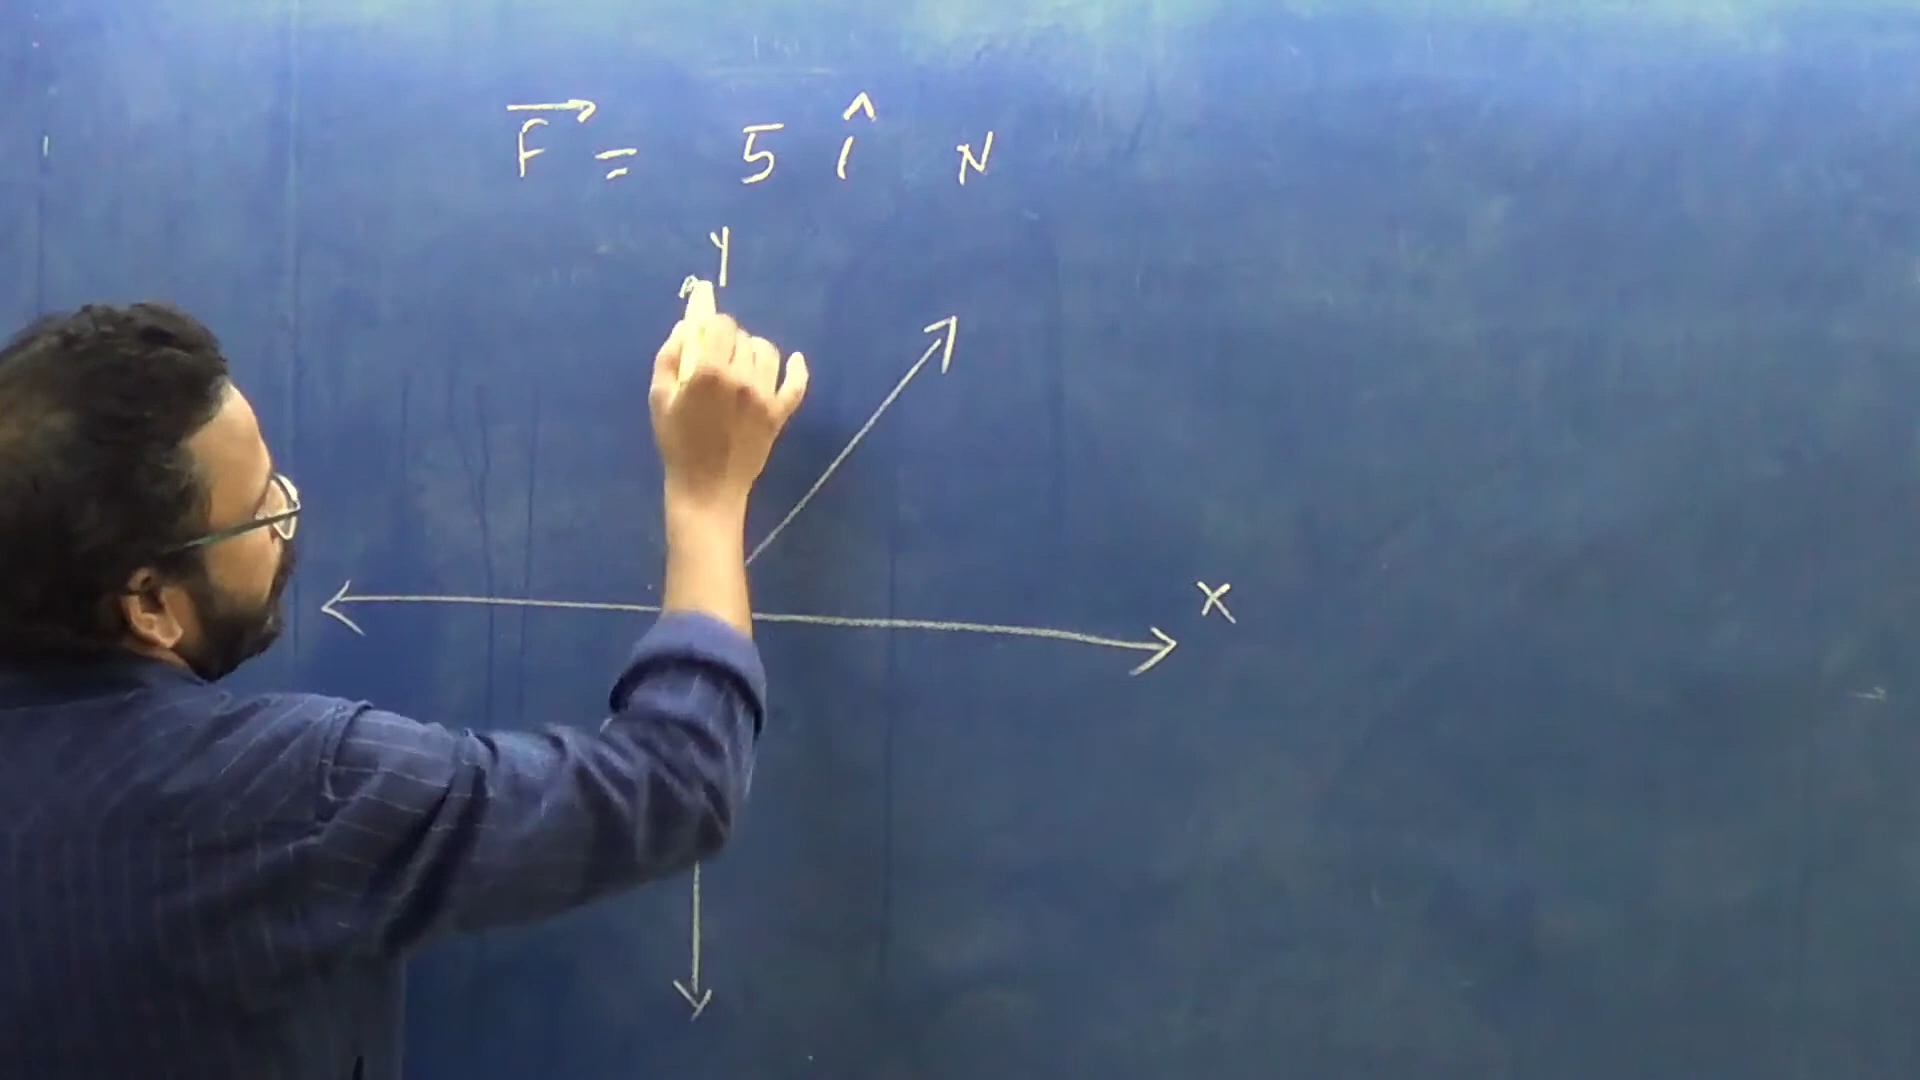 F⃗ = 5 î N
y
x